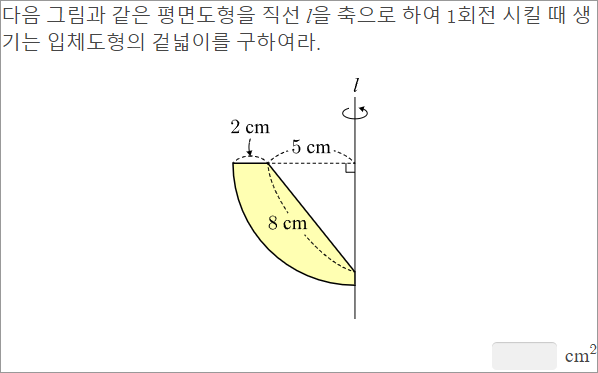 다음 그림과 같은 평면도형을 직선 l을 축으로 하여 1회전 시킬 때 생
기는 입체도형의 겉넓이를 구하여라.
l
2 cm
5 cm
8 cm
cm²